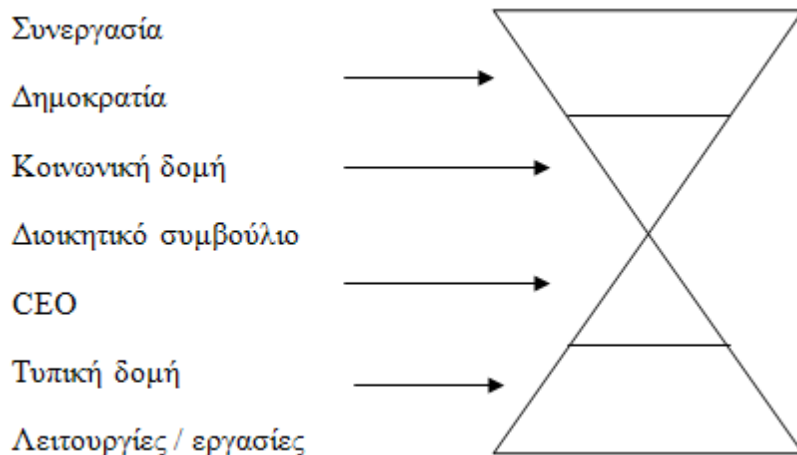 Συνεργασία
Δημοκρατία
Κοινωνική δομή
Διοικητικό συμβούλιο
CEO
Τυπική δομή
Λειτουργίες / εργασίες